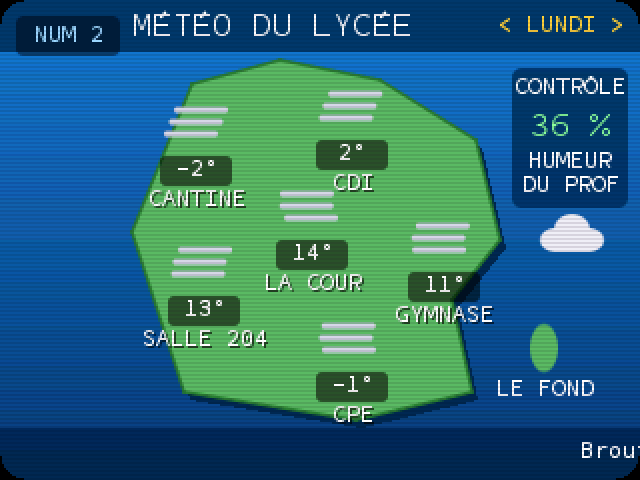 NUM 2
MÉTÉO DU LYCÉE
< LUNDI >
CONTRÔLE
36 %
HUMEUR
DU PROF
-2°
CANTINE
2°
CDI
14°
LA COUR
11°
GYMNASE
13°
SALLE 204
-1°
CPE
LE FOND